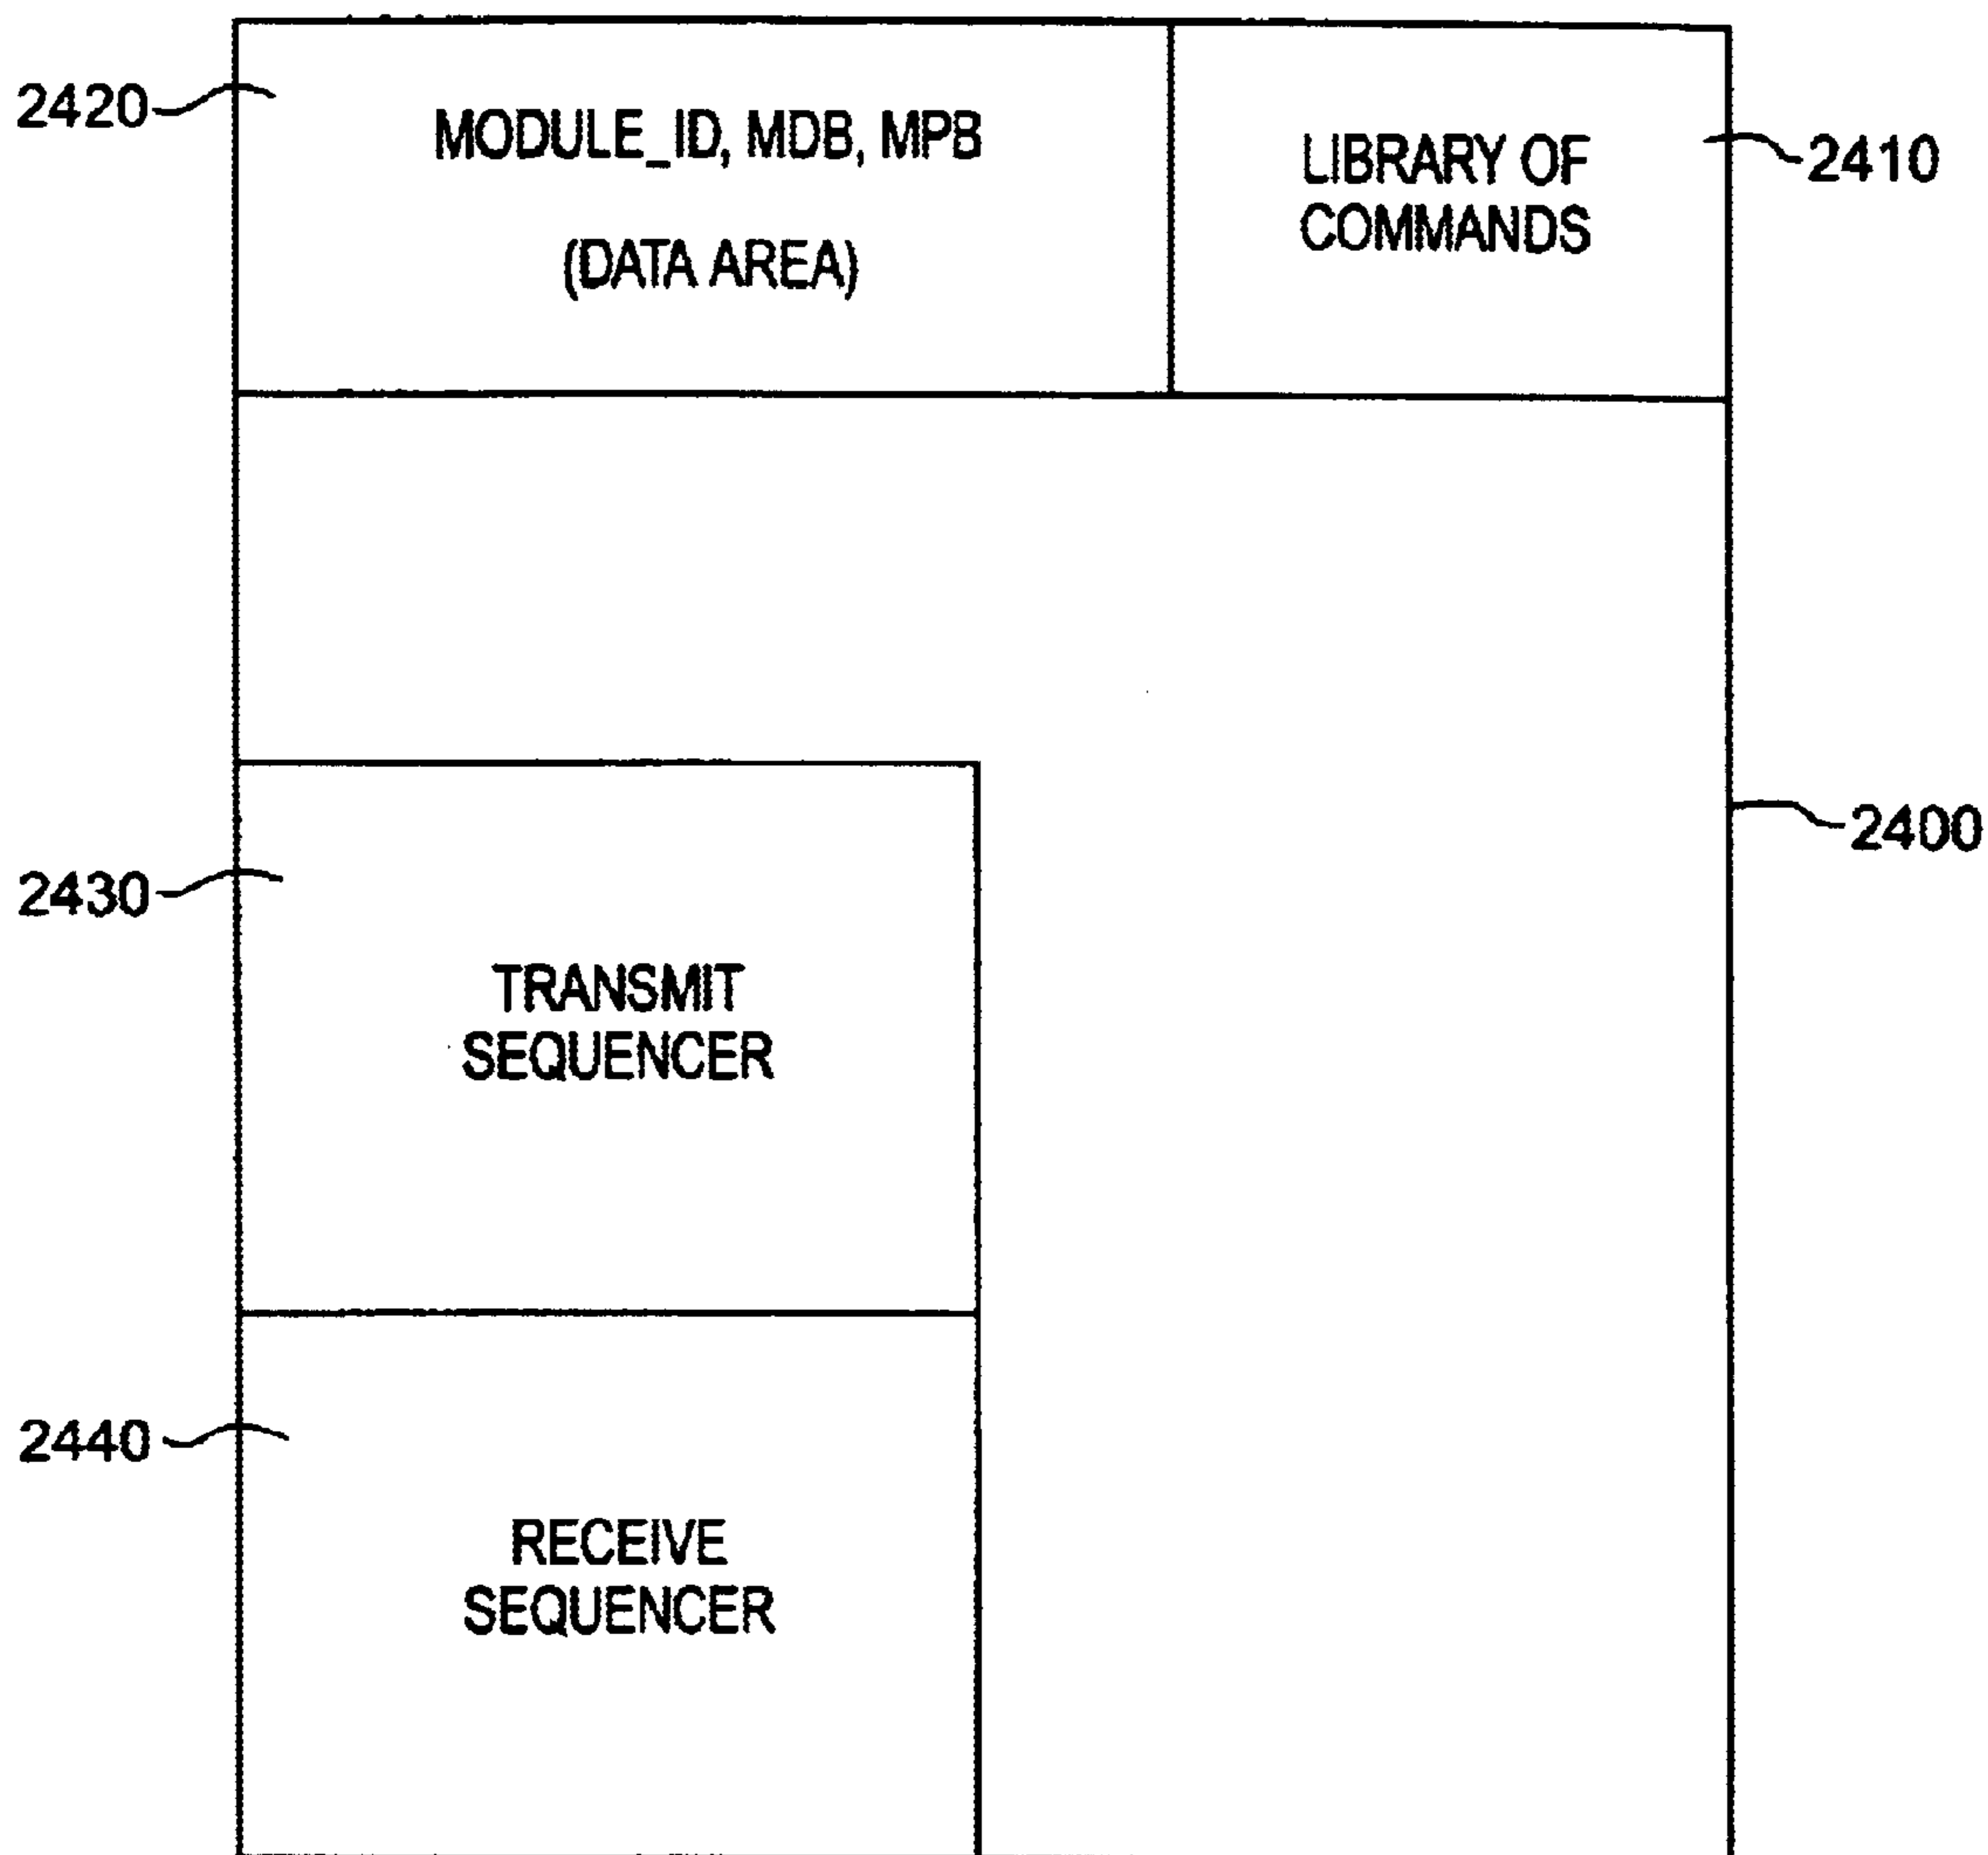 2420
MODULE_ID, MDB, MPB
(DATA AREA)
LIBRARY OF
COMMANDS
2410
2400
2430
TRANSMIT
SEQUENCER
2440
RECEIVE
SEQUENCER